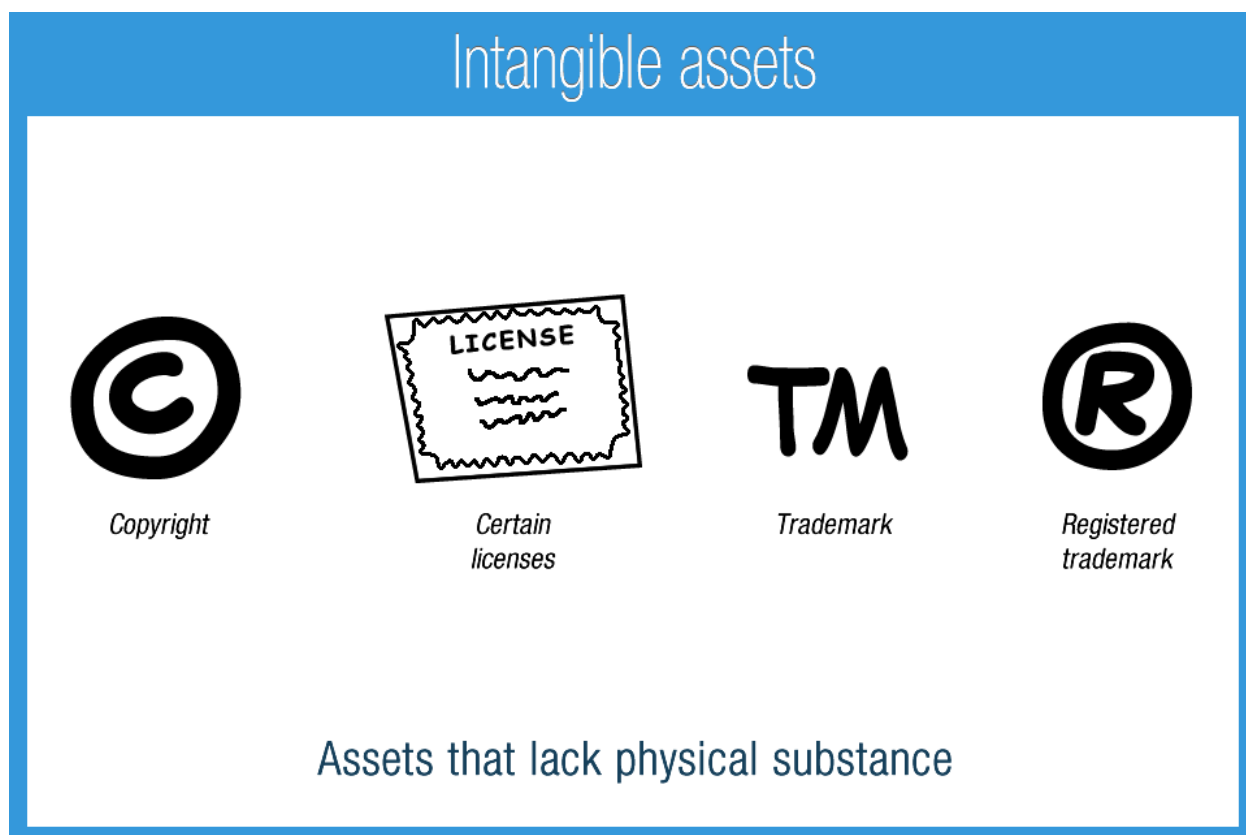 Intangible assets
©
LICENSE
TM
®
Copyright
Certain
licenses
Trademark
Registered
trademark
Assets that lack physical substance